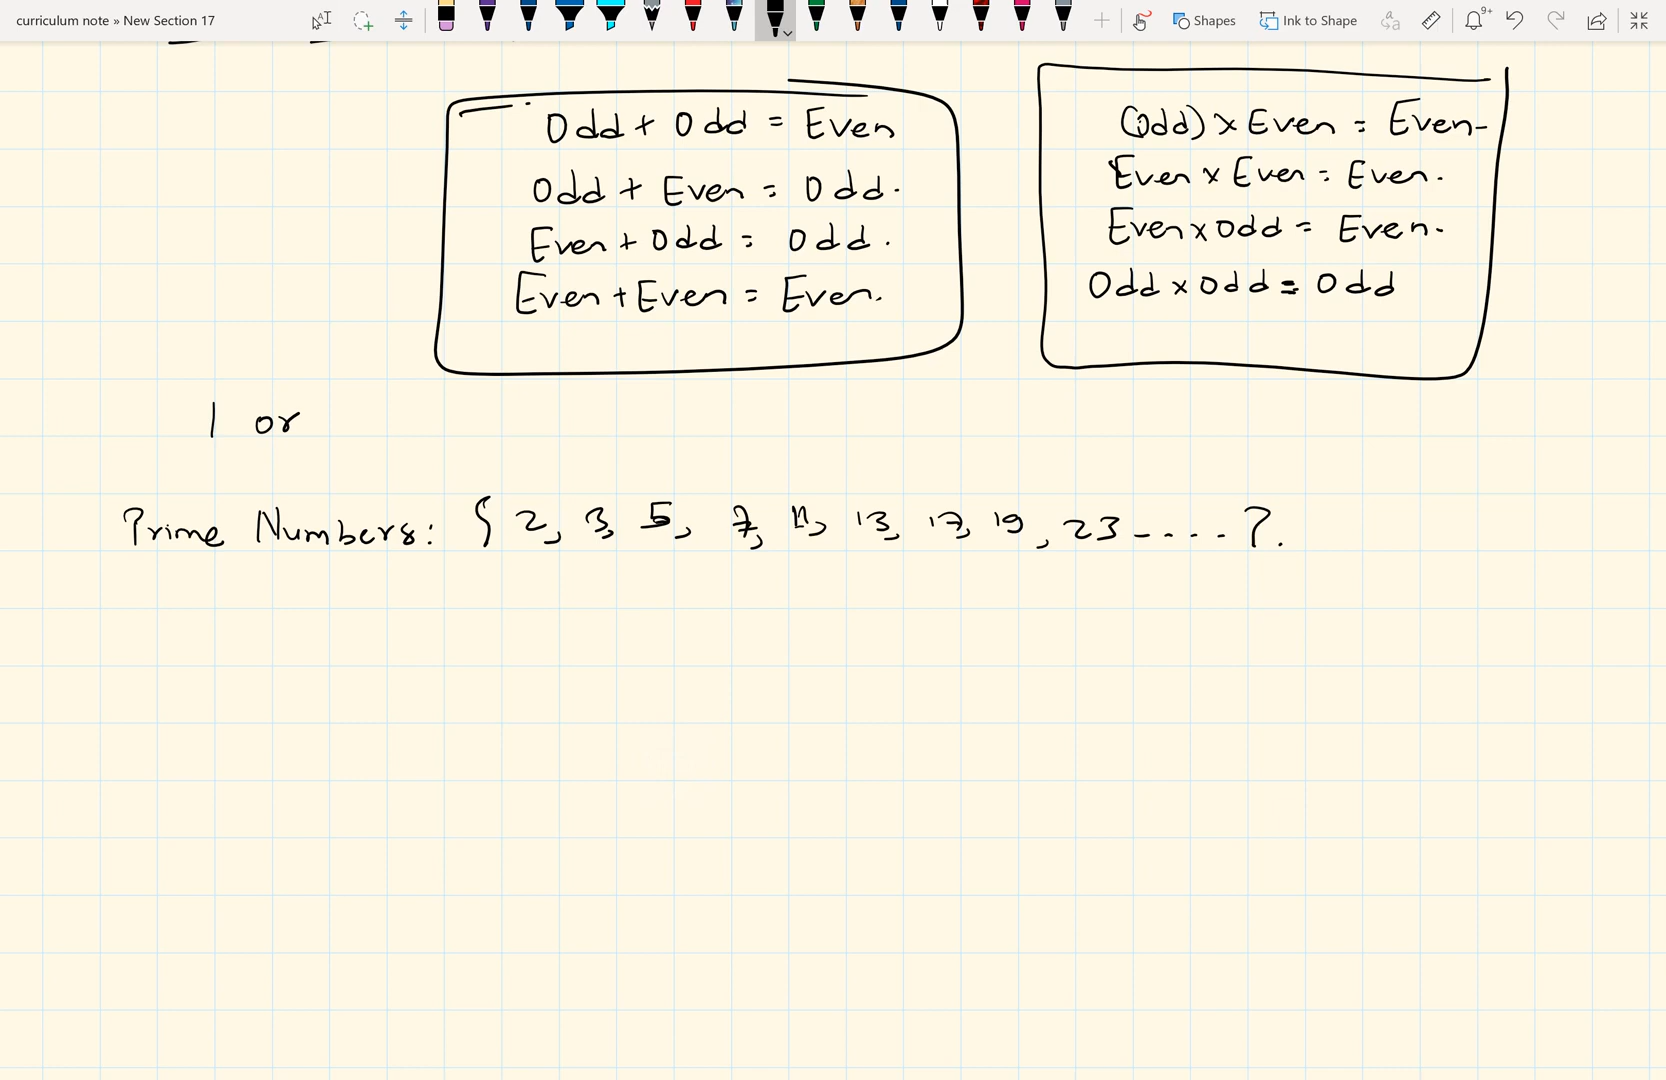 curriculum note » New Section 17
Shapes
Ink to Shape
9+
Odd + Odd = Even
Odd + Even = Odd.
Even + Odd = Odd.
Even + Even = Even.
(Odd) x Even = Even-
Even x Even = Even.
Even x Odd = Even.
Odd x Odd = Odd
1 or
Prime Numbers: { 2, 3, 5, 7, 11, 13, 17, 19, 23 - . . . . }.